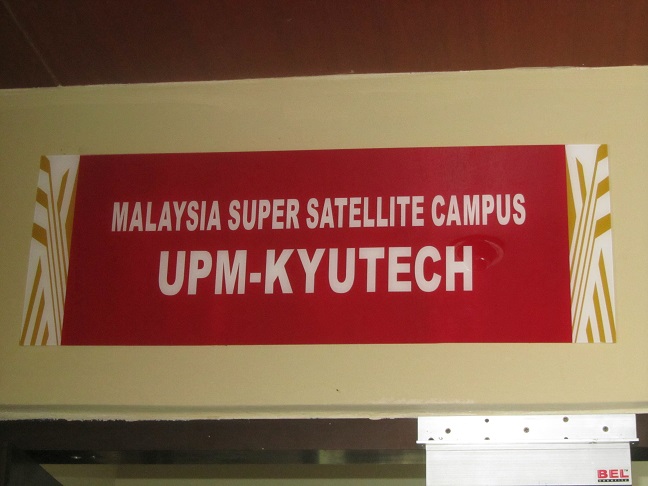 MALAYSIA SUPER SATELLITE CAMPUS
UPM-KYUTECH
BEL